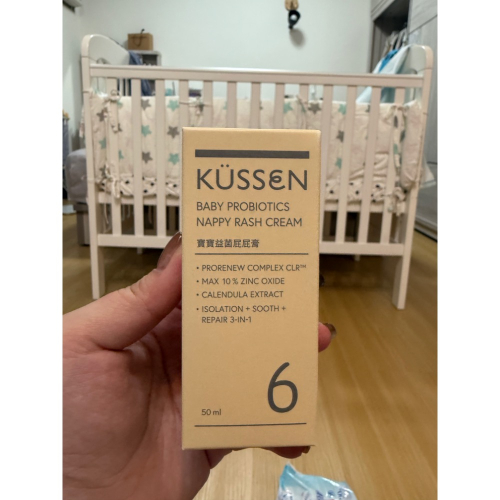 KÜSSEN
BABY PROBIOTICS
NAPPY RASH CREAM
寶寶益菌屁屁膏
• PRORENEW COMPLEX CLR™
• MAX 10% ZINC OXIDE
• CALENDULA EXTRACT
• ISOLATION + SOOTH +
REPAIR 3-IN-1
6
50 ml